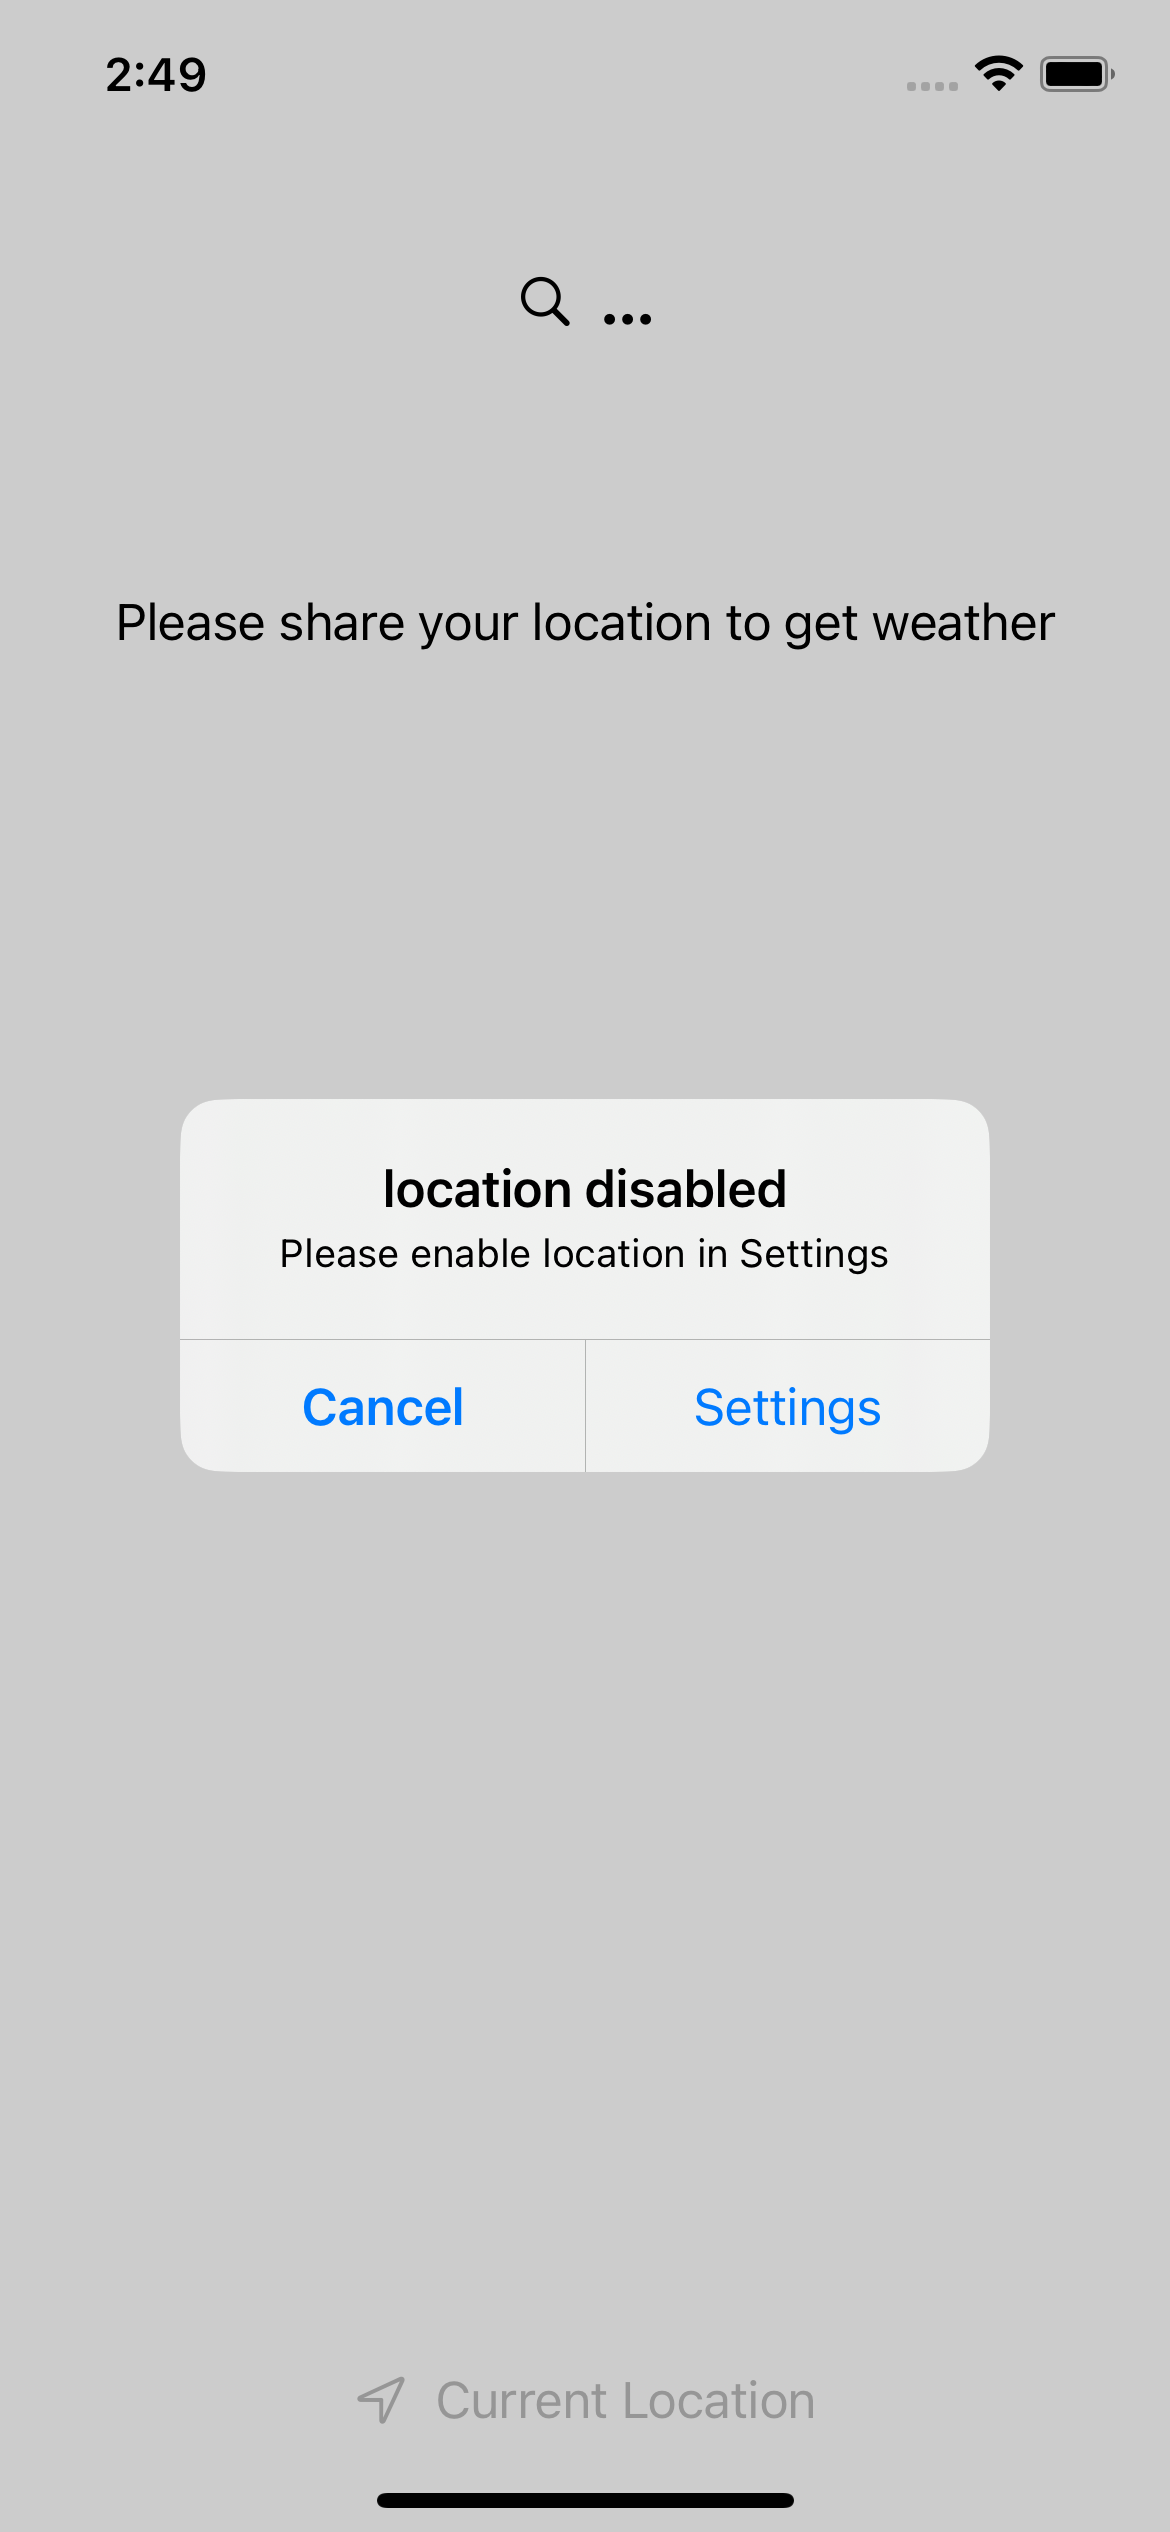 2:49
...
Please share your location to get weather
location disabled
Please enable location in Settings
Cancel
Settings
Current Location